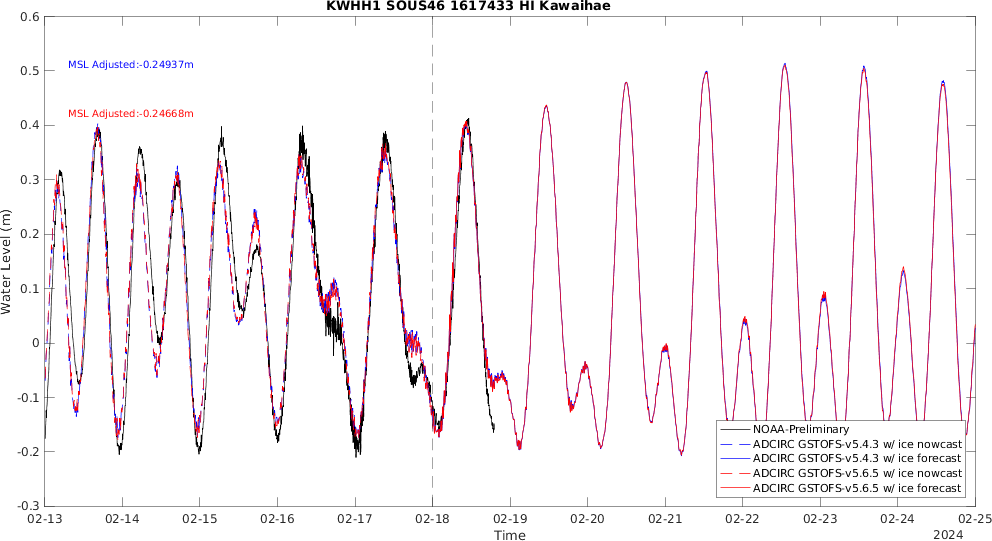 KWHH1 SOUS46 1617433 HI Kawaihae
0.6
0.5
0.4
0.3
0.2
0.1
0
-0.1
-0.2
-0.3
Water Level (m)
MSL Adjusted:-0.24937m
MSL Adjusted:-0.24668m
NOAA-Preliminary
ADCIRC GSTOFS-v5.4.3 w/ ice nowcast
ADCIRC GSTOFS-v5.4.3 w/ ice forecast
ADCIRC GSTOFS-v5.6.5 w/ ice nowcast
ADCIRC GSTOFS-v5.6.5 w/ ice forecast
02-13 02-14 02-15 02-16 02-17 02-18 02-19 02-20 02-21 02-22 02-23 02-24 02-25
Time
2024